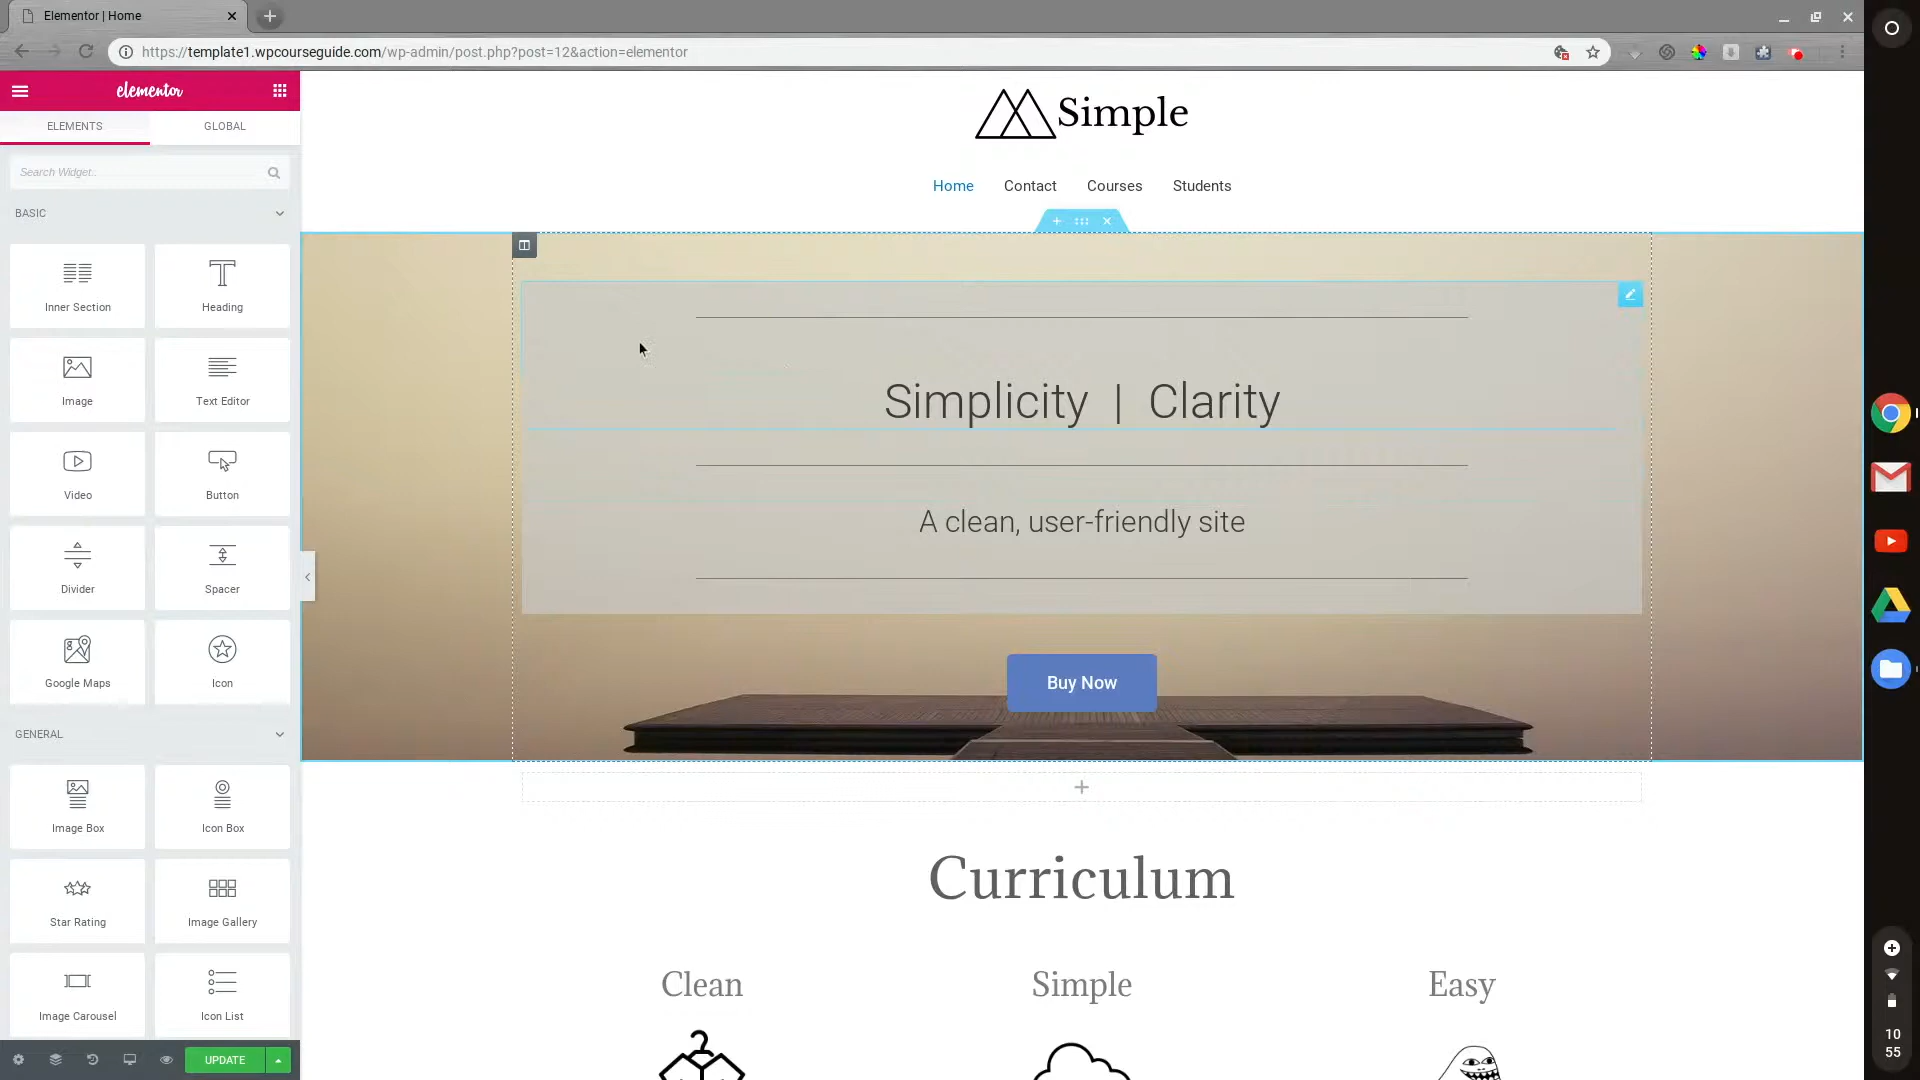 Elementor | Home
https://template1.wpcourseguide.com/wp-admin/post.php?post=12&action=elementor
elementor
ELEMENTS
GLOBAL
Search Widget...
BASIC
Inner Section
Heading
Image
Text Editor
Video
Button
Divider
Spacer
Google Maps
Icon
GENERAL
Image Box
Icon Box
Star Rating
Image Gallery
Image Carousel
Icon List
UPDATE
Simple
Home
Contact
Courses
Students
Simplicity | Clarity
A clean, user-friendly site
Buy Now
Curriculum
Clean
Simple
Easy
10
55